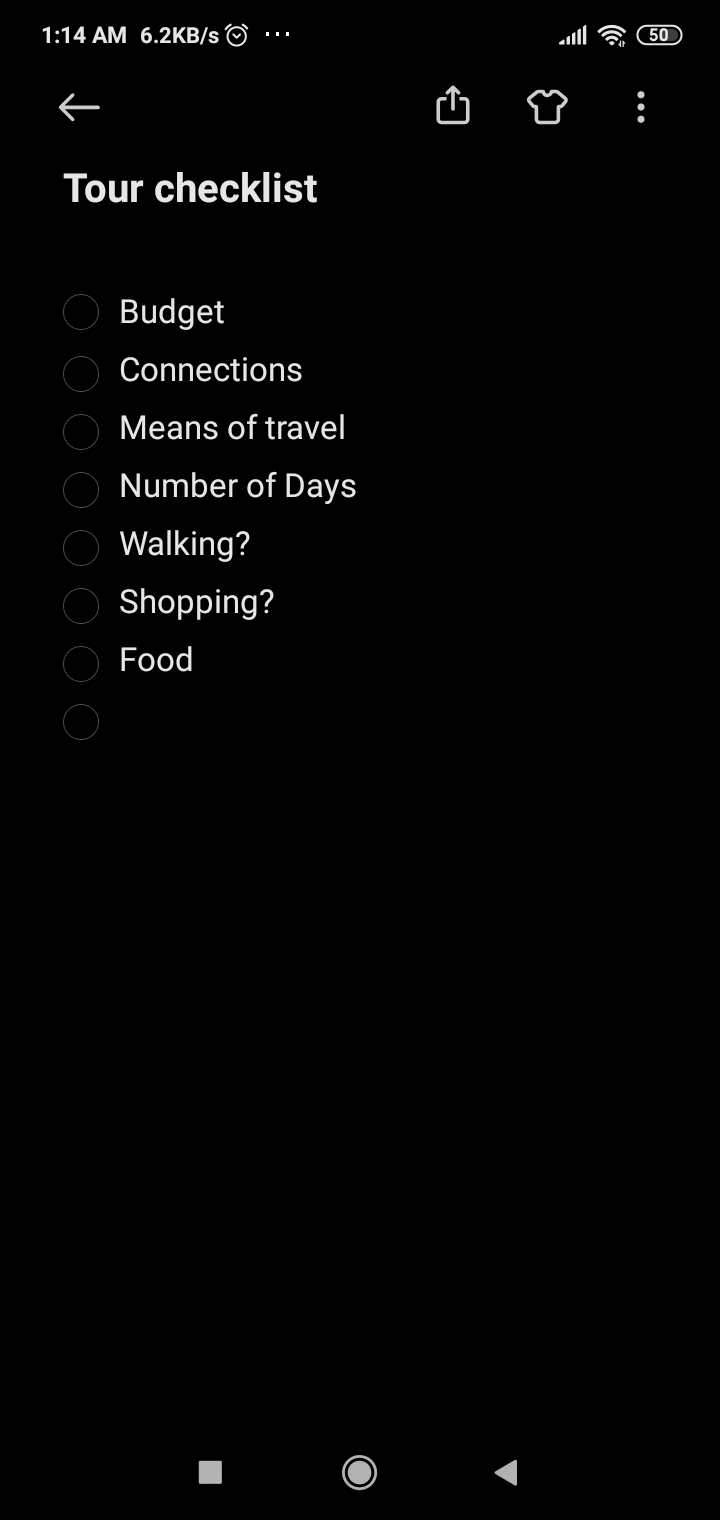 1:14 AM 6.2KB/s ... 50
Tour checklist
Budget
Connections
Means of travel
Number of Days
Walking?
Shopping?
Food